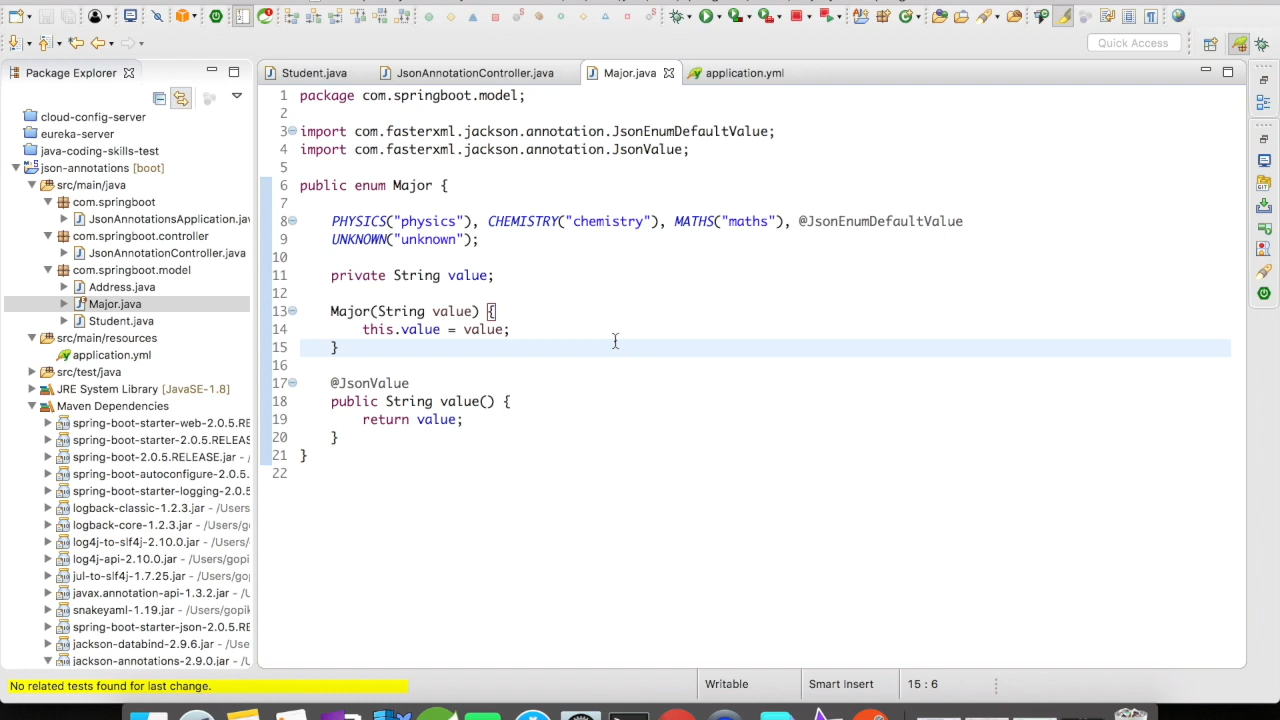 Quick Access
Package Explorer
Student.java
JsonAnnotationController.java
Major.java
application.yml
cloud-config-server
eureka-server
java-coding-skills-test
json-annotations [boot]
src/main/java
com.springboot
JsonAnnotationsApplication.jav
com.springboot.controller
JsonAnnotationController.java
com.springboot.model
Address.java
Major.java
Student.java
src/main/resources
application.yml
src/test/java
JRE System Library [JavaSE-1.8]
Maven Dependencies
spring-boot-starter-web-2.0.5.RE
spring-boot-starter-2.0.5.RELEASE
spring-boot-2.0.5.RELEASE.jar -
spring-boot-autoconfigure-2.0.5.
spring-boot-starter-logging-2.0.5
logback-classic-1.2.3.jar - /Users
logback-core-1.2.3.jar - /Users/g
log4j-to-slf4j-2.10.0.jar - /Users/
log4j-api-2.10.0.jar - /Users/gopi
jul-to-slf4j-1.7.25.jar - /Users/gop
javax.annotation-api-1.3.2.jar - /U
snakeyaml-1.19.jar - /Users/gopik
spring-boot-starter-json-2.0.5.RE
jackson-databind-2.9.6.jar - /User
jackson-annotations-2.9.0.jar - /U
1 package com.springboot.model;
2
3 import com.fasterxml.jackson.annotation.JsonEnumDefaultValue;
4 import com.fasterxml.jackson.annotation.JsonValue;
5
6 public enum Major {
7
8 PHYSICS("physics"), CHEMISTRY("chemistry"), MATHS("maths"), @JsonEnumDefaultValue
9 UNKNOWN("unknown");
10
11 private String value;
12
13 Major(String value) {
14 this.value = value;
15 }
16
17 @JsonValue
18 public String value() {
19 return value;
20 }
21 }
22
No related tests found for last change.
Writable
Smart Insert
15 : 6